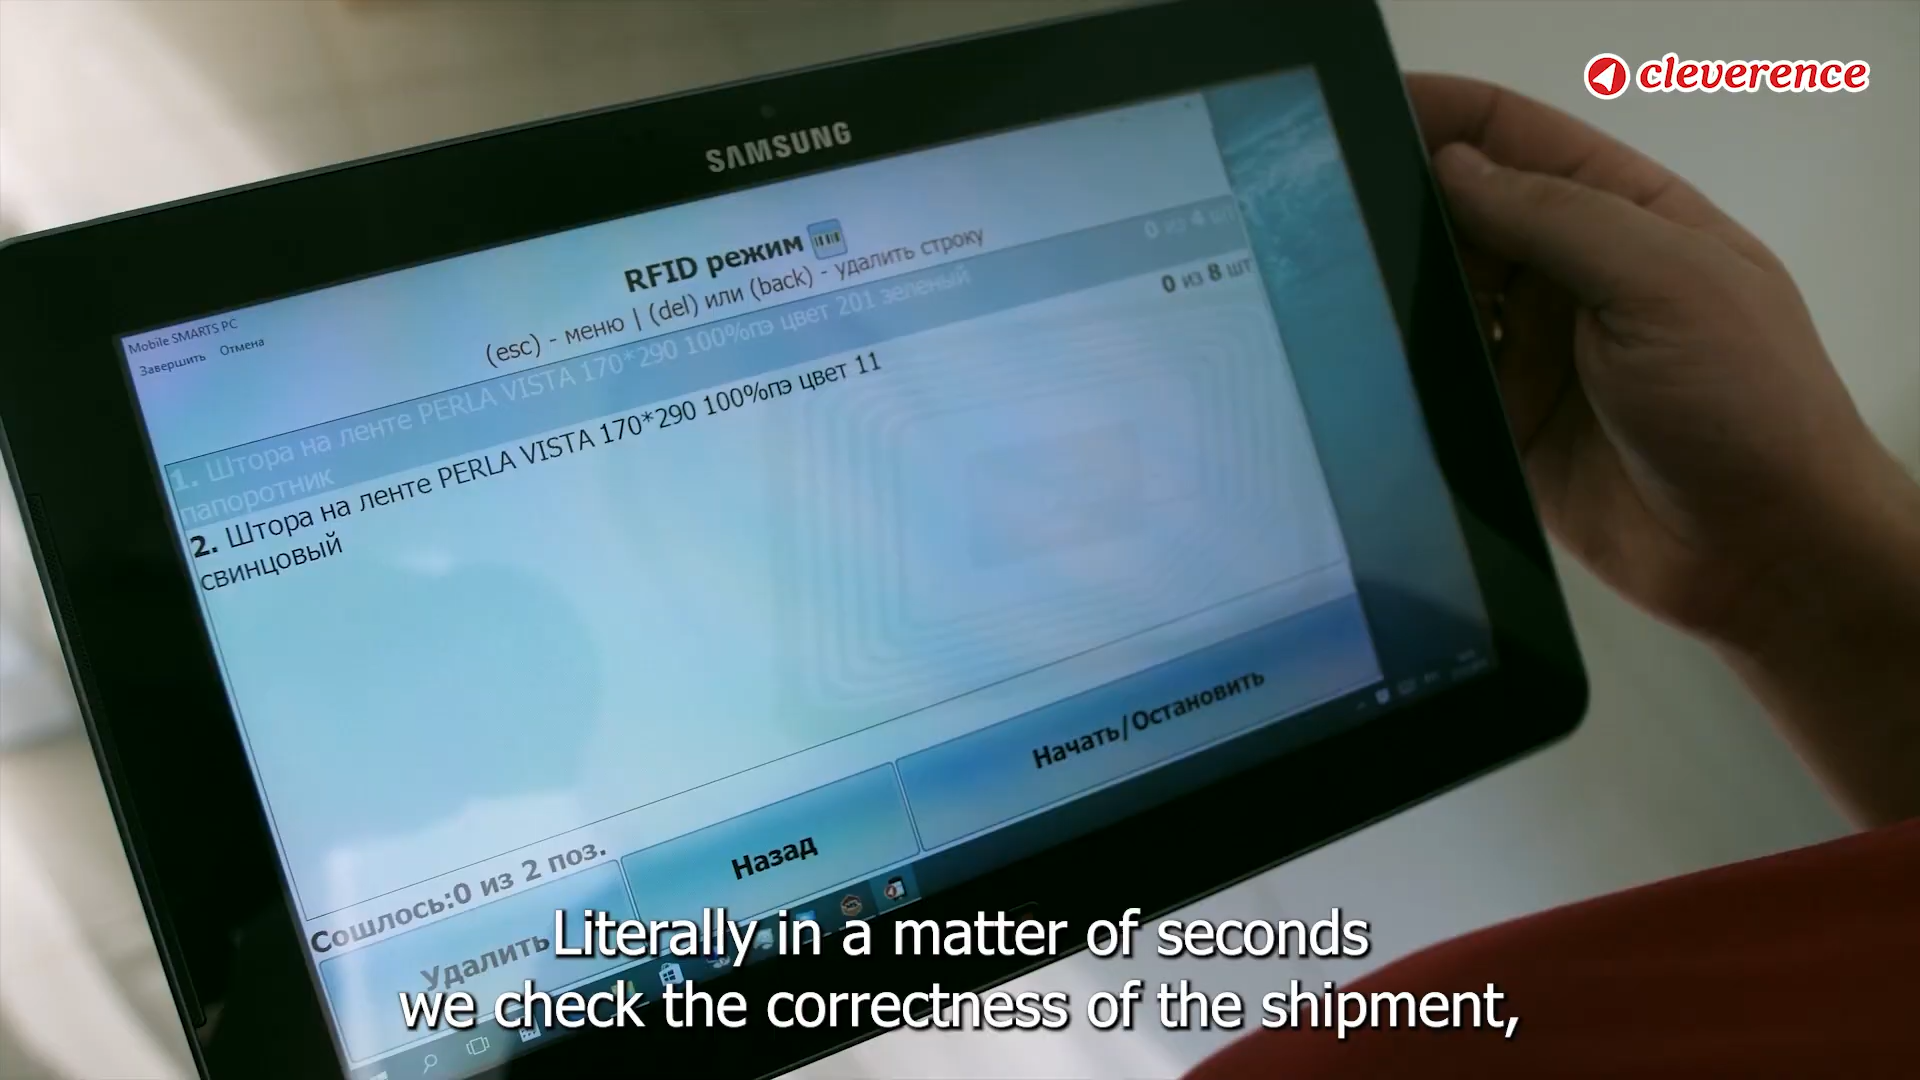 cleverence
SAMSUNG
Mobile SMARTS PC
Завершить Отмена
RFID режим
(esc) - меню | (del) или (back) - удалить строку
1. Штора на ленте PERLA VISTA 170*290 100%пэ цвет 201 зеленый
папоротник
0 из 4 шт
2. Штора на ленте PERLA VISTA 170*290 100%пэ цвет 11
свинцовый
0 из 8 шт
Сошлось:0 из 2 поз.
Удалить
Назад
Начать/Остановить
Literally in a matter of seconds
we check the correctness of the shipment,